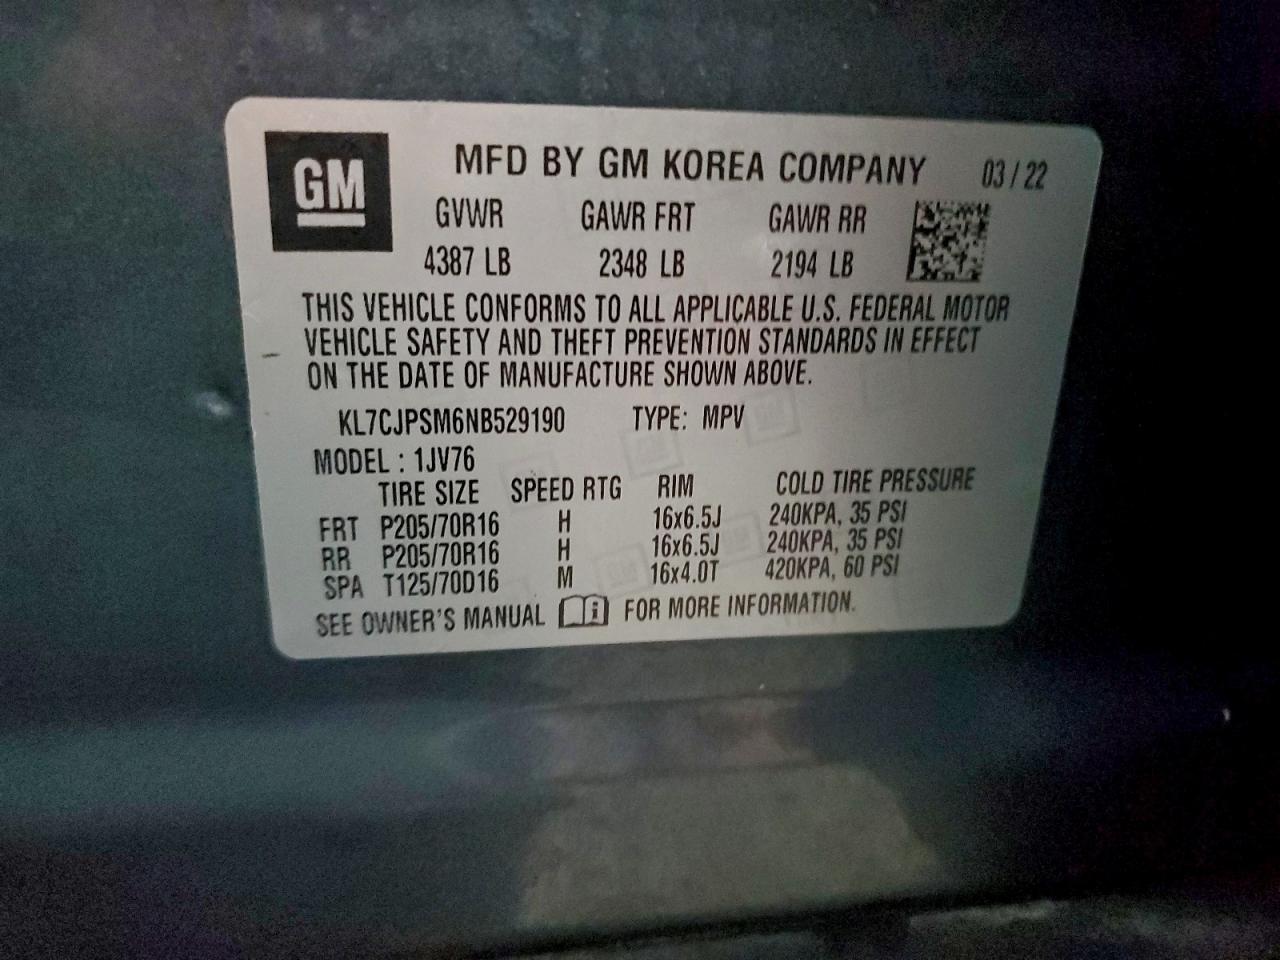 GM
MFD BY GM KOREA COMPANY 03/22
GVWR GAWR FRT GAWR RR
4387 LB 2348 LB 2194 LB
THIS VEHICLE CONFORMS TO ALL APPLICABLE U.S. FEDERAL MOTOR
VEHICLE SAFETY AND THEFT PREVENTION STANDARDS IN EFFECT
ON THE DATE OF MANUFACTURE SHOWN ABOVE.
KL7CJPSM6NB529190 TYPE: MPV
MODEL : 1JV76
TIRE SIZE SPEED RTG RIM COLD TIRE PRESSURE
FRT P205/70R16 H 16x6.5J 240KPA, 35 PSI
RR P205/70R16 H 16x6.5J 240KPA, 35 PSI
SPA T125/70D16 M 16x4.0T 420KPA, 60 PSI
SEE OWNER'S MANUAL i FOR MORE INFORMATION.